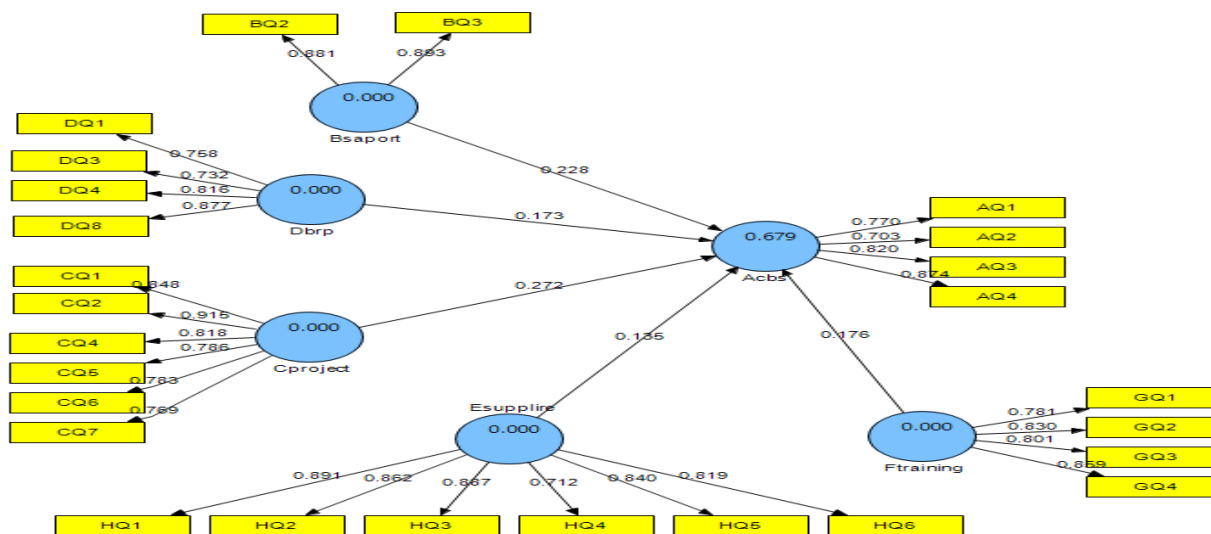 BQ2
BQ3
0.881
0.893
0.000
Bsaport
DQ1
DQ3
DQ4
DQ8
0.758
0.732
0.816
0.877
0.000
Dbrp
0.228
0.173
0.679
Acbs
0.770
0.703
0.820
0.874
AQ1
AQ2
AQ3
AQ4
CQ1
CQ2
CQ4
CQ5
CQ6
CQ7
0.848
0.915
0.818
0.786
0.783
0.769
0.000
Cproject
0.272
0.135
0.176
Esupplire
0.000
0.891
0.862
0.887
0.712
0.840
0.819
HQ1
HQ2
HQ3
HQ4
HQ5
HQ6
0.000
Ftraining
0.781
0.830
0.801
0.859
GQ1
GQ2
GQ3
GQ4